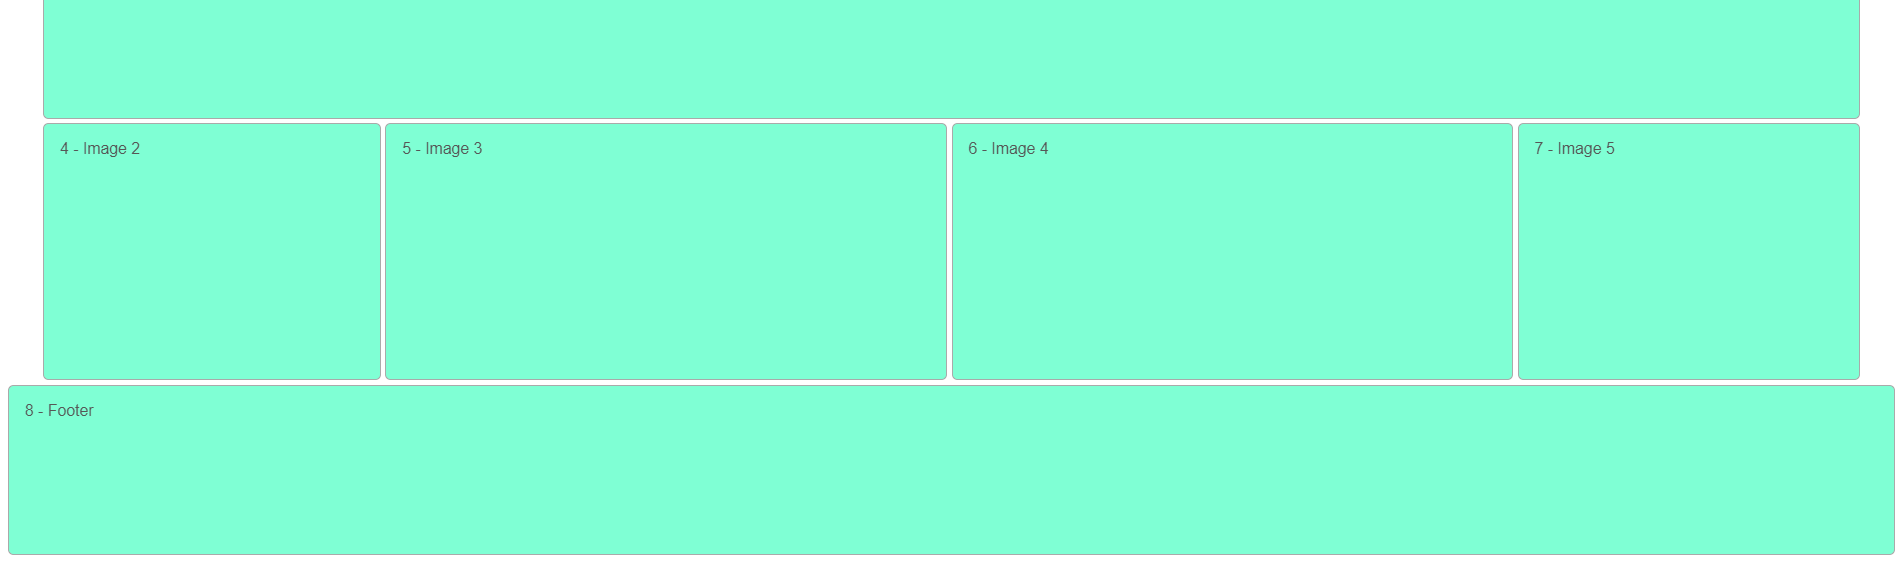 4 - Image 2
5 - Image 3
6 - Image 4
7 - Image 5
8 - Footer